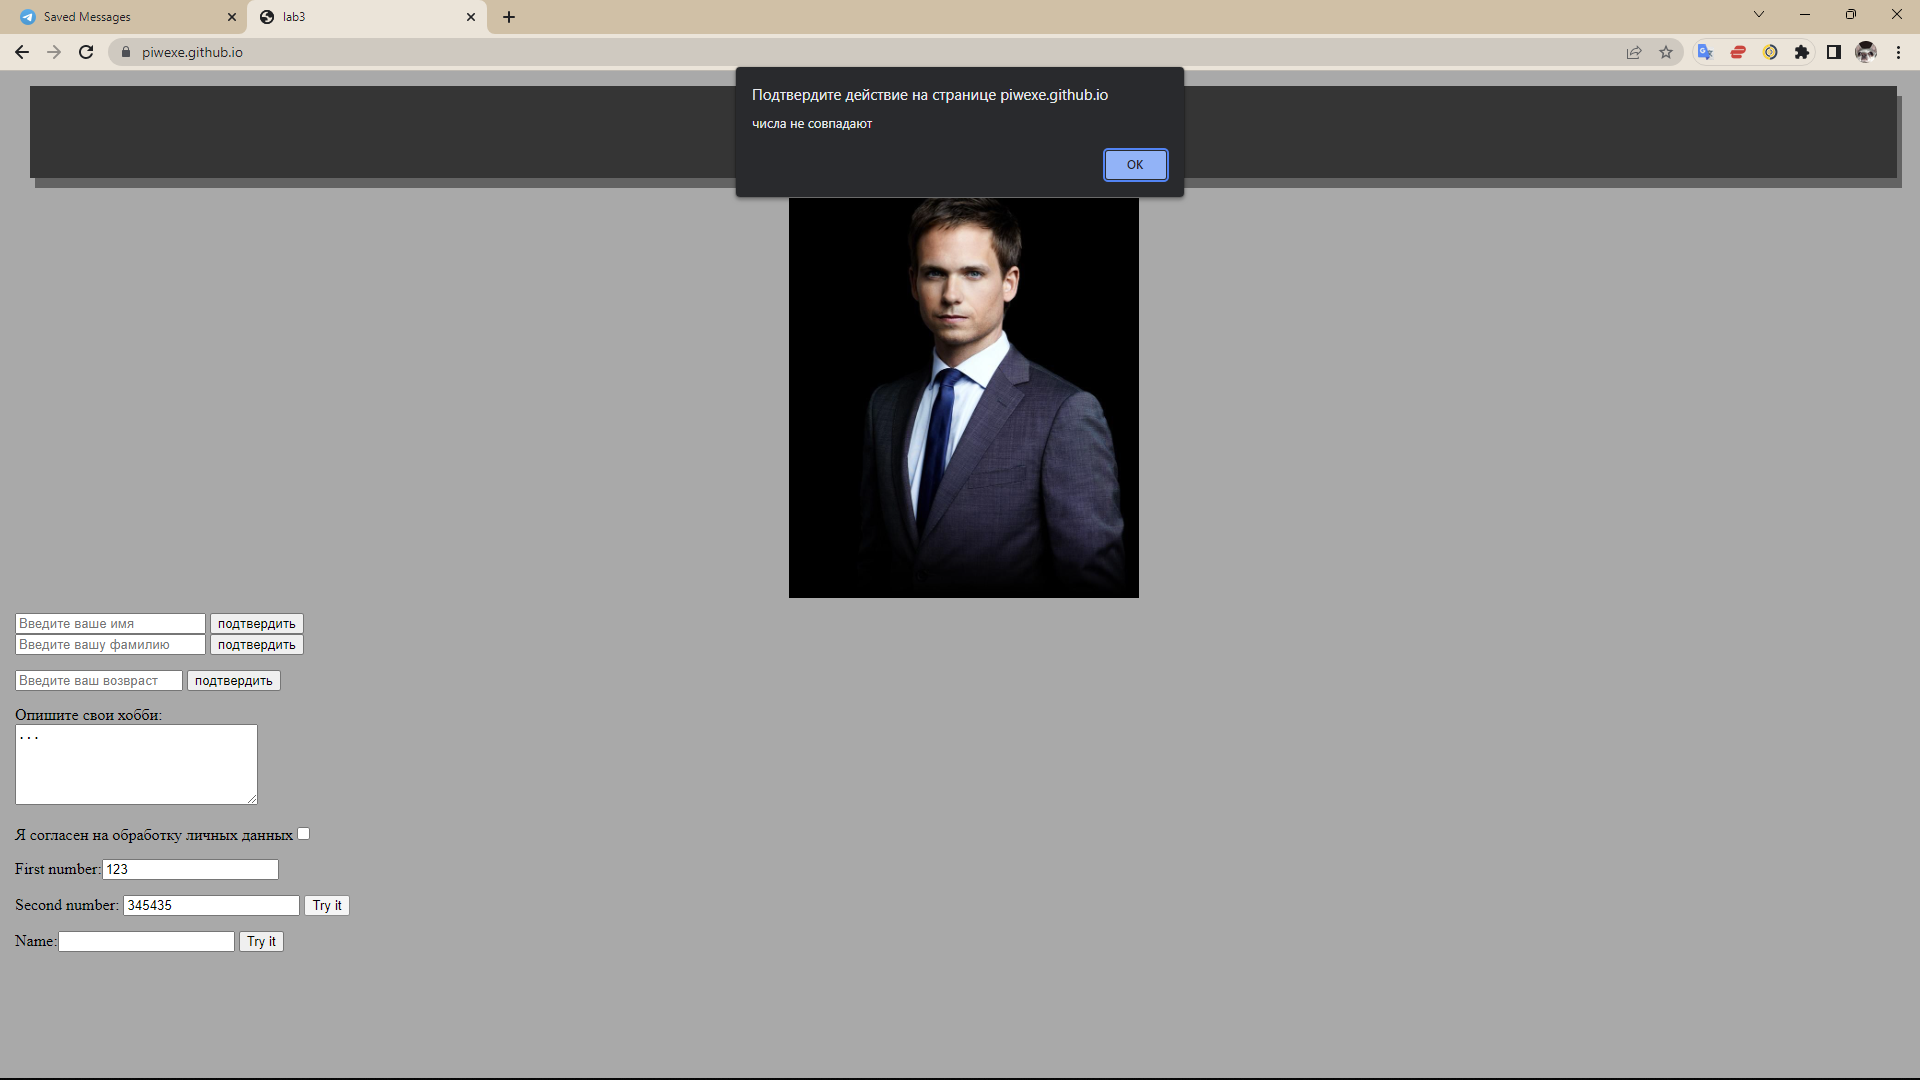 Saved Messages
lab3
piwexe.github.io
Подтвердите действие на странице piwexe.github.io
числа не совпадают
OK
Введите ваше имя подтвердить
Введите вашу фамилию подтвердить
Введите ваш возвраст подтвердить
Опишите свои хобби:
...
Я согласен на обработку личных данных
First number: 123
Second number: 345435 Try it
Name: Try it